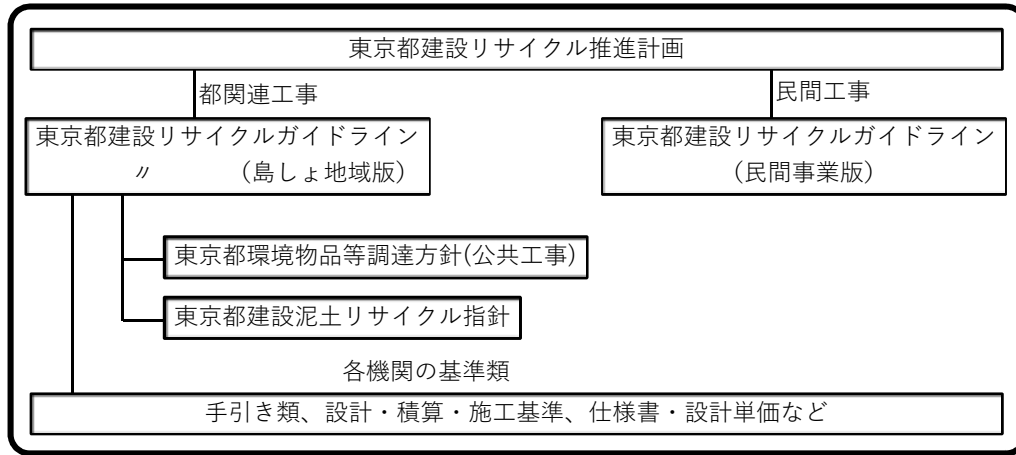 東京都建設リサイクル推進計画
都関連工事
民間工事
東京都建設リサイクルガイドライン
〃　　　（島しょ地域版）
東京都建設リサイクルガイドライン
（民間事業版）
東京都環境物品等調達方針(公共工事)
東京都建設泥土リサイクル指針
各機関の基準類
手引き類、設計・積算・施工基準、仕様書・設計単価など